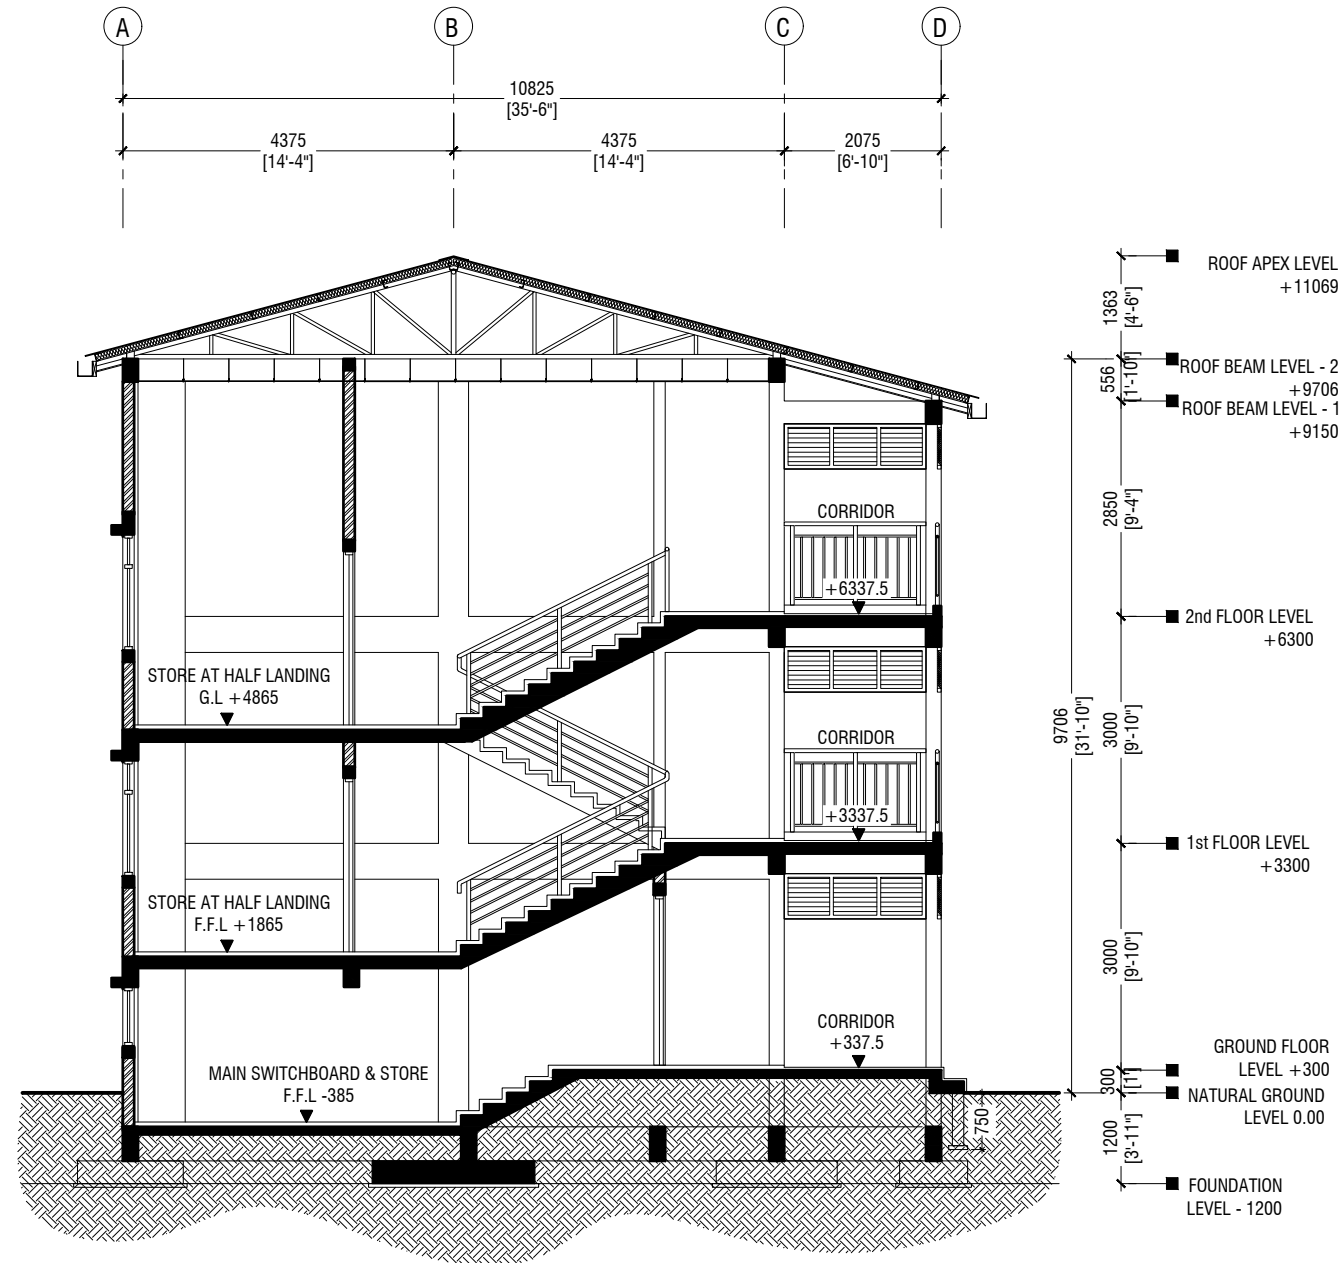 A B C D
10825
[35'-6"]
4375 4375 2075
[14'-4"] [14'-4"] [6'-10"]
ROOF APEX LEVEL
+11069
1363
[4'-6"]
ROOF BEAM LEVEL - 2
+9706
556
[1'-10"]
ROOF BEAM LEVEL - 1
+9150
2850
[9'-4"]
CORRIDOR
+6337.5
2nd FLOOR LEVEL
+6300
STORE AT HALF LANDING
G.L +4865
9706
[31'-10"]
3000
[9'-10"]
CORRIDOR
+3337.5
1st FLOOR LEVEL
+3300
STORE AT HALF LANDING
F.F.L +1865
3000
[9'-10"]
CORRIDOR
+337.5
GROUND FLOOR
LEVEL +300
MAIN SWITCHBOARD & STORE
F.F.L -385
300
[1']
NATURAL GROUND
LEVEL 0.00
750
1200
[3'-11"]
FOUNDATION
LEVEL - 1200